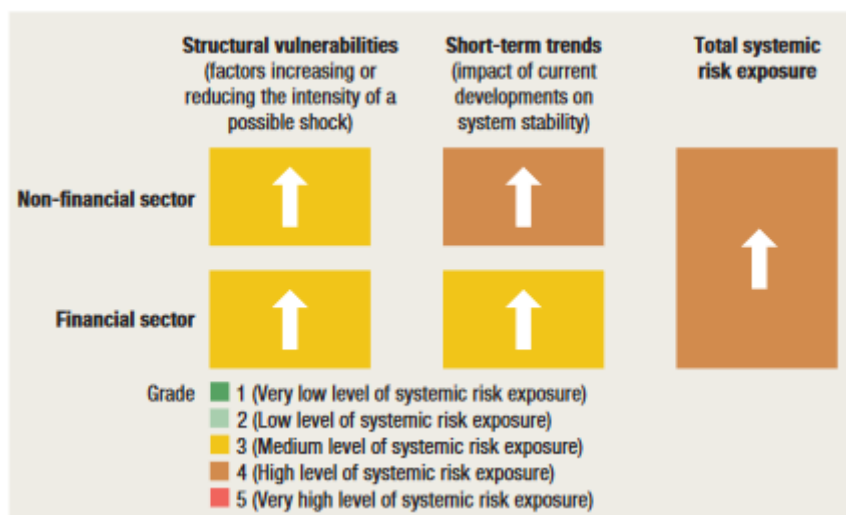 Structural vulnerabilities
(factors increasing or
reducing the intensity of a
possible shock)
Short-term trends
(impact of current
developments on
system stability)
Total systemic
risk exposure
Non-financial sector
Financial sector
Grade
1 (Very low level of systemic risk exposure)
2 (Low level of systemic risk exposure)
3 (Medium level of systemic risk exposure)
4 (High level of systemic risk exposure)
5 (Very high level of systemic risk exposure)